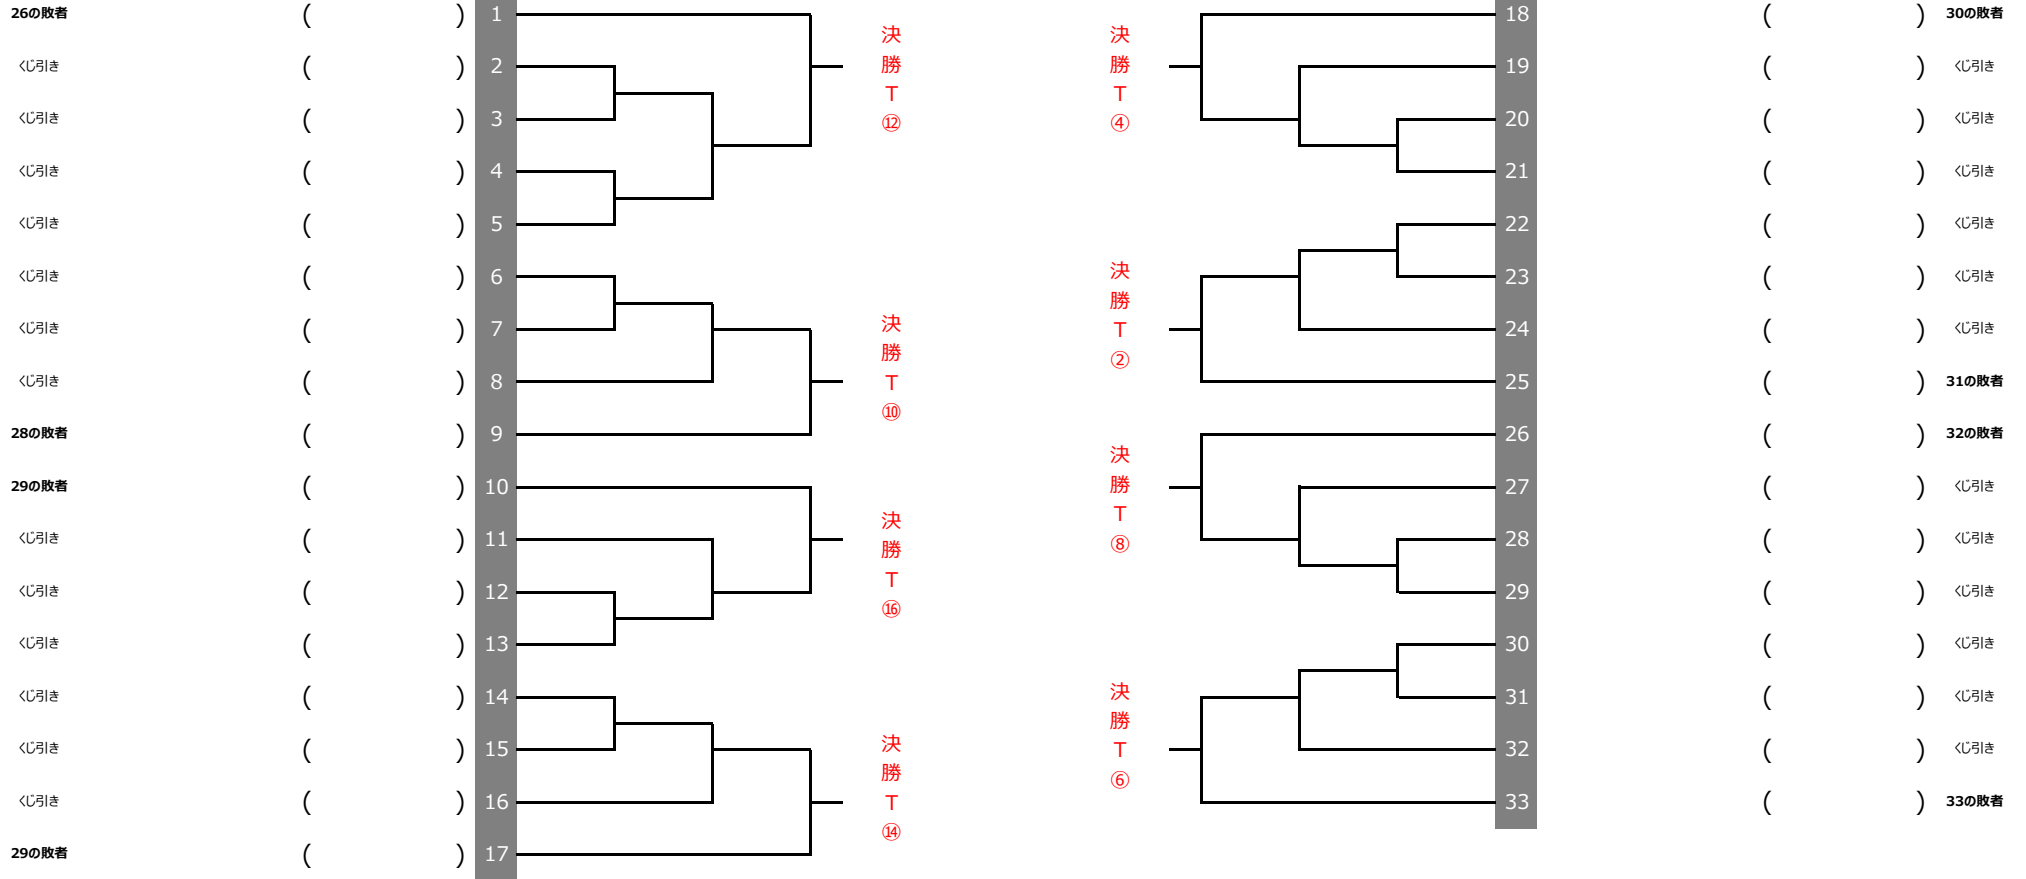 26の敗者 ( ) 1
くじ引き ( ) 2
くじ引き ( ) 3
くじ引き ( ) 4
くじ引き ( ) 5
くじ引き ( ) 6
くじ引き ( ) 7
くじ引き ( ) 8
28の敗者 ( ) 9
29の敗者 ( ) 10
くじ引き ( ) 11
くじ引き ( ) 12
くじ引き ( ) 13
くじ引き ( ) 14
くじ引き ( ) 15
くじ引き ( ) 16
29の敗者 ( ) 17
決勝T⑫
決勝T⑩
決勝T⑯
決勝T⑭
決勝T④
決勝T②
決勝T⑧
決勝T⑥
18 ( ) 30の敗者
19 ( ) くじ引き
20 ( ) くじ引き
21 ( ) くじ引き
22 ( ) くじ引き
23 ( ) くじ引き
24 ( ) くじ引き
25 ( ) 31の敗者
26 ( ) 32の敗者
27 ( ) くじ引き
28 ( ) くじ引き
29 ( ) くじ引き
30 ( ) くじ引き
31 ( ) くじ引き
32 ( ) くじ引き
33 ( ) 33の敗者